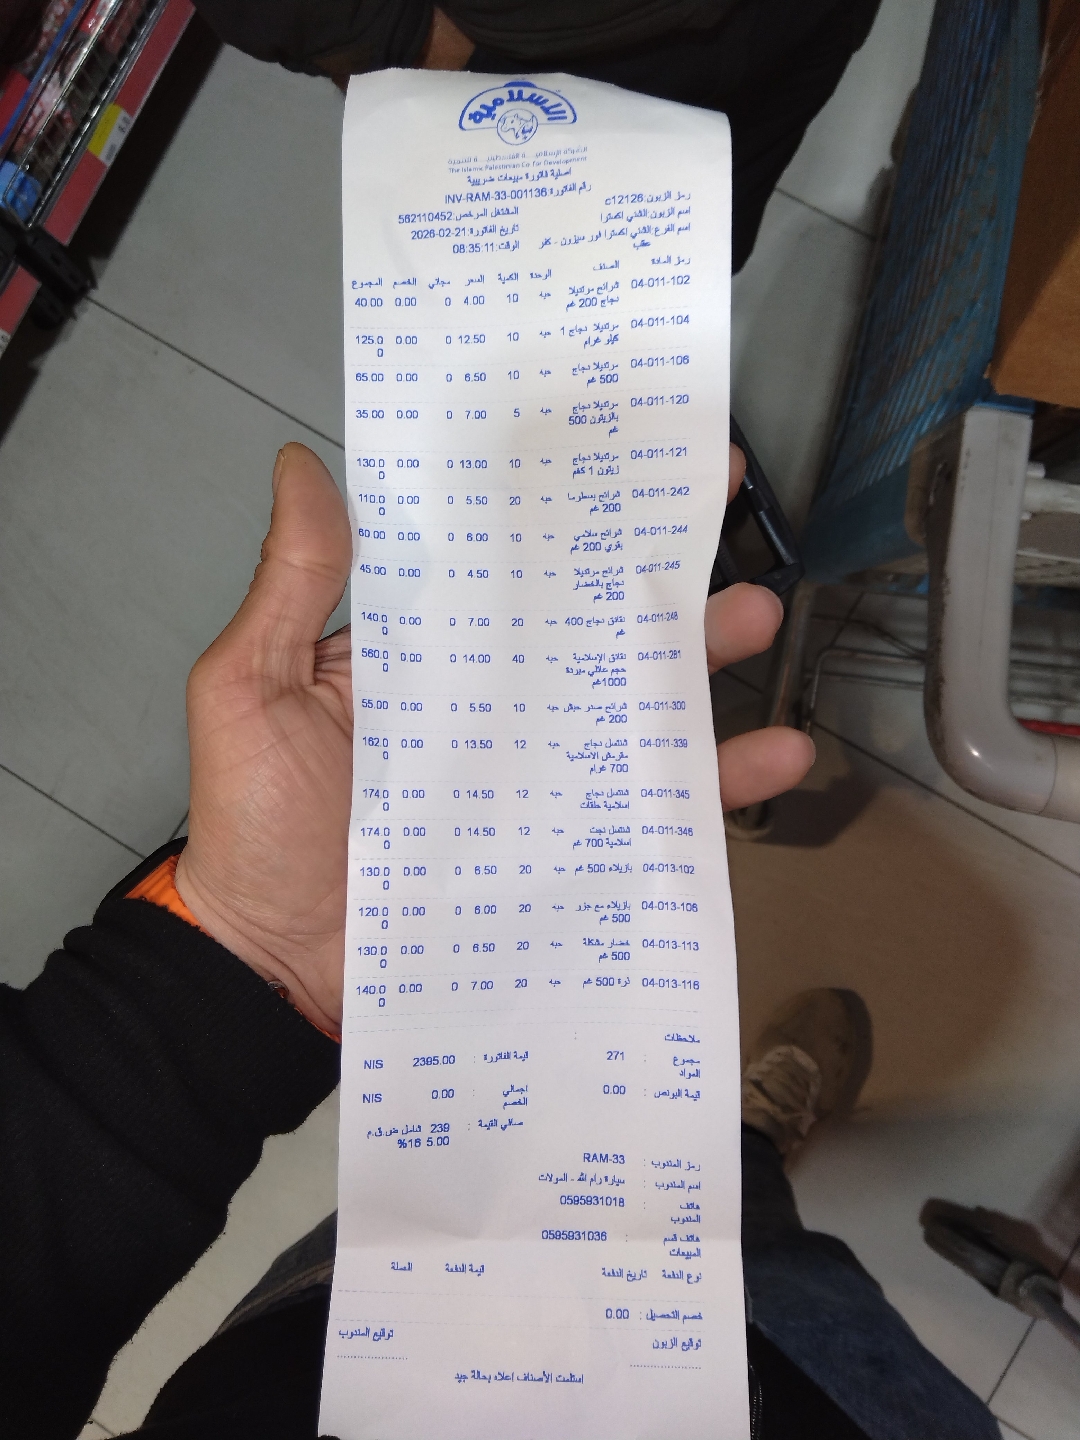 الإسلامية
الشركة الإسلامية الفلسطينية للتنمية
The Islamic Palestinian Co. for Development
اصلية فاتورة مبيعات ضريبية
رقم الفاتورة:INV-RAM-33-001136
رمز الزبون:c12126 المشتغل المرخص:562110452
اسم الزبون:الشني اكسترا تاريخ الفاتورة:2026-02-21
اسم الفرع:الشني اكسترا فور سيزون - كفر عقب الوقت:08:35:11
رمز المادة الصنف الوحدة الكمية السعر مجاني الخصم المجموع
04-011-102 شرائح مرتديلا دجاج 200 غم حبه 10 4.00 0 0.00 40.00
04-011-104 مرتديلا دجاج 1 كيلو غرام حبه 10 12.50 0 0.00 125.00
04-011-106 مرتديلا دجاج 500 غم حبه 10 6.50 0 0.00 65.00
04-011-120 مرتديلا دجاج بالزيتون 500 غم حبه 5 7.00 0 0.00 35.00
04-011-121 مرتديلا دجاج زيتون 1 كغم حبه 10 13.00 0 0.00 130.00
04-011-242 شرائح بسطرما 200 غم حبه 20 5.50 0 0.00 110.00
04-011-244 شرائح سلامي بقري 200 غم حبه 10 6.00 0 0.00 60.00
04-011-245 شرائح مرتديلا دجاج بالخضار 200 غم حبه 10 4.50 0 0.00 45.00
04-011-248 نقانق دجاج 400 غم حبه 20 7.00 0 0.00 140.00
04-011-281 نقانق الإسلامية حجم عائلي مبردة 1000غم حبه 40 14.00 0 0.00 560.00
04-011-300 شرائح صدر حبش 200 غم حبه 10 5.50 0 0.00 55.00
04-011-339 شنتسل دجاج مقرمش الاسلامية 700 غرام حبه 12 13.50 0 0.00 162.00
04-011-345 شنتسل دجاج اسلامية حلقات حبه 12 14.50 0 0.00 174.00
04-011-346 شنتسل نجت اسلامية 700 غم حبه 12 14.50 0 0.00 174.00
04-013-102 بازيلاء 500 غم حبه 20 6.50 0 0.00 130.00
04-013-106 بازيلاء مع جزر 500 غم حبه 20 6.00 0 0.00 120.00
04-013-113 خضار مشكلة 500 غم حبه 20 6.50 0 0.00 130.00
04-013-116 ذرة 500 غم حبه 20 7.00 0 0.00 140.00
ملاحظات :
مجموع المواد : 271 قيمة الفاتورة : 2395.00 NIS
قيمة البونص : 0.00 اجمالي الخصم : 0.00 NIS
صافي القيمة : 2395.00 شامل ض.ق.م 16%
رمز المندوب : RAM-33
اسم المندوب : سيارة رام الله - المولات
هاتف المندوب : 0595931018
هاتف قسم المبيعات : 0595931036
نوع الدفعة تاريخ الدفعة قيمة الدفعة العملة
خصم التحصيل : 0.00
توقيع الزبون توقيع المندوب
استلمت الأصناف اعلاه بحالة جيد